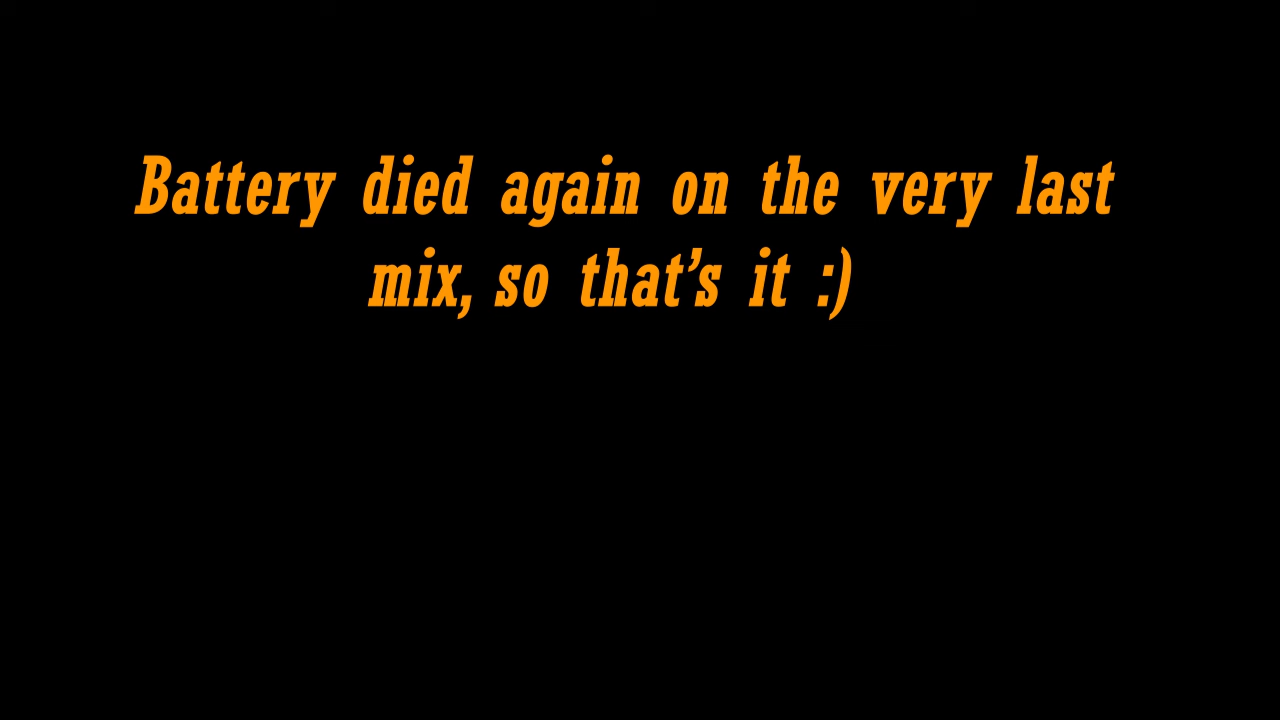 Battery died again on the very last
mix, so that’s it :)